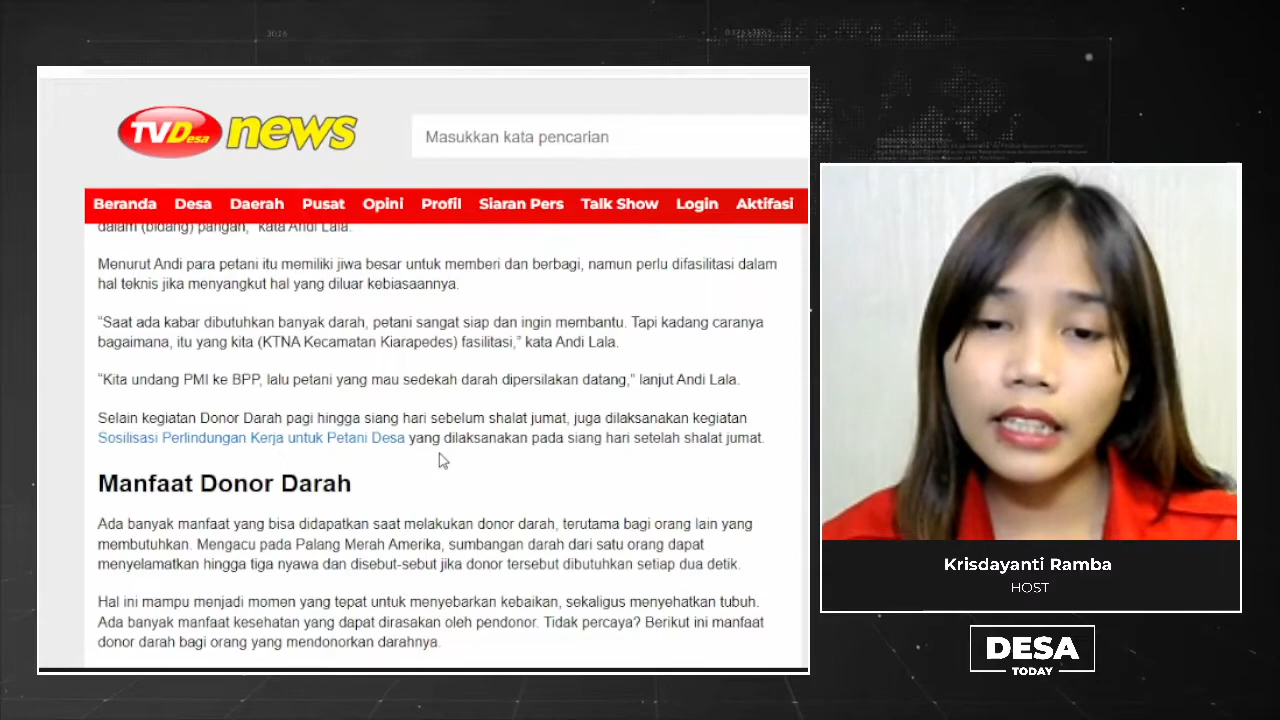 TVDesa news
Masukkan kata pencarian
Beranda Desa Daerah Pusat Opini Profil Siaran Pers Talk Show Login Aktifasi
dalam (bidang) pangan,” kata Andi Lala.
Menurut Andi para petani itu memiliki jiwa besar untuk memberi dan berbagi, namun perlu difasilitasi dalam
hal teknis jika menyangkut hal yang diluar kebiasaannya.
“Saat ada kabar dibutuhkan banyak darah, petani sangat siap dan ingin membantu. Tapi kadang caranya
bagaimana, itu yang kita (KTNA Kecamatan Kiarapedes) fasilitasi,” kata Andi Lala.
“Kita undang PMI ke BPP, lalu petani yang mau sedekah darah dipersilakan datang,” lanjut Andi Lala.
Selain kegiatan Donor Darah pagi hingga siang hari sebelum shalat jumat, juga dilaksanakan kegiatan
Sosilisasi Perlindungan Kerja untuk Petani Desa yang dilaksanakan pada siang hari setelah shalat jumat.
Manfaat Donor Darah
Ada banyak manfaat yang bisa didapatkan saat melakukan donor darah, terutama bagi orang lain yang
membutuhkan. Mengacu pada Palang Merah Amerika, sumbangan darah dari satu orang dapat
menyelamatkan hingga tiga nyawa dan disebut-sebut jika donor tersebut dibutuhkan setiap dua detik.
Hal ini mampu menjadi momen yang tepat untuk menyebarkan kebaikan, sekaligus menyehatkan tubuh.
Ada banyak manfaat kesehatan yang dapat dirasakan oleh pendonor. Tidak percaya? Berikut ini manfaat
donor darah bagi orang yang mendonorkan darahnya.
Krisdayanti Ramba
HOST
DESA
TODAY